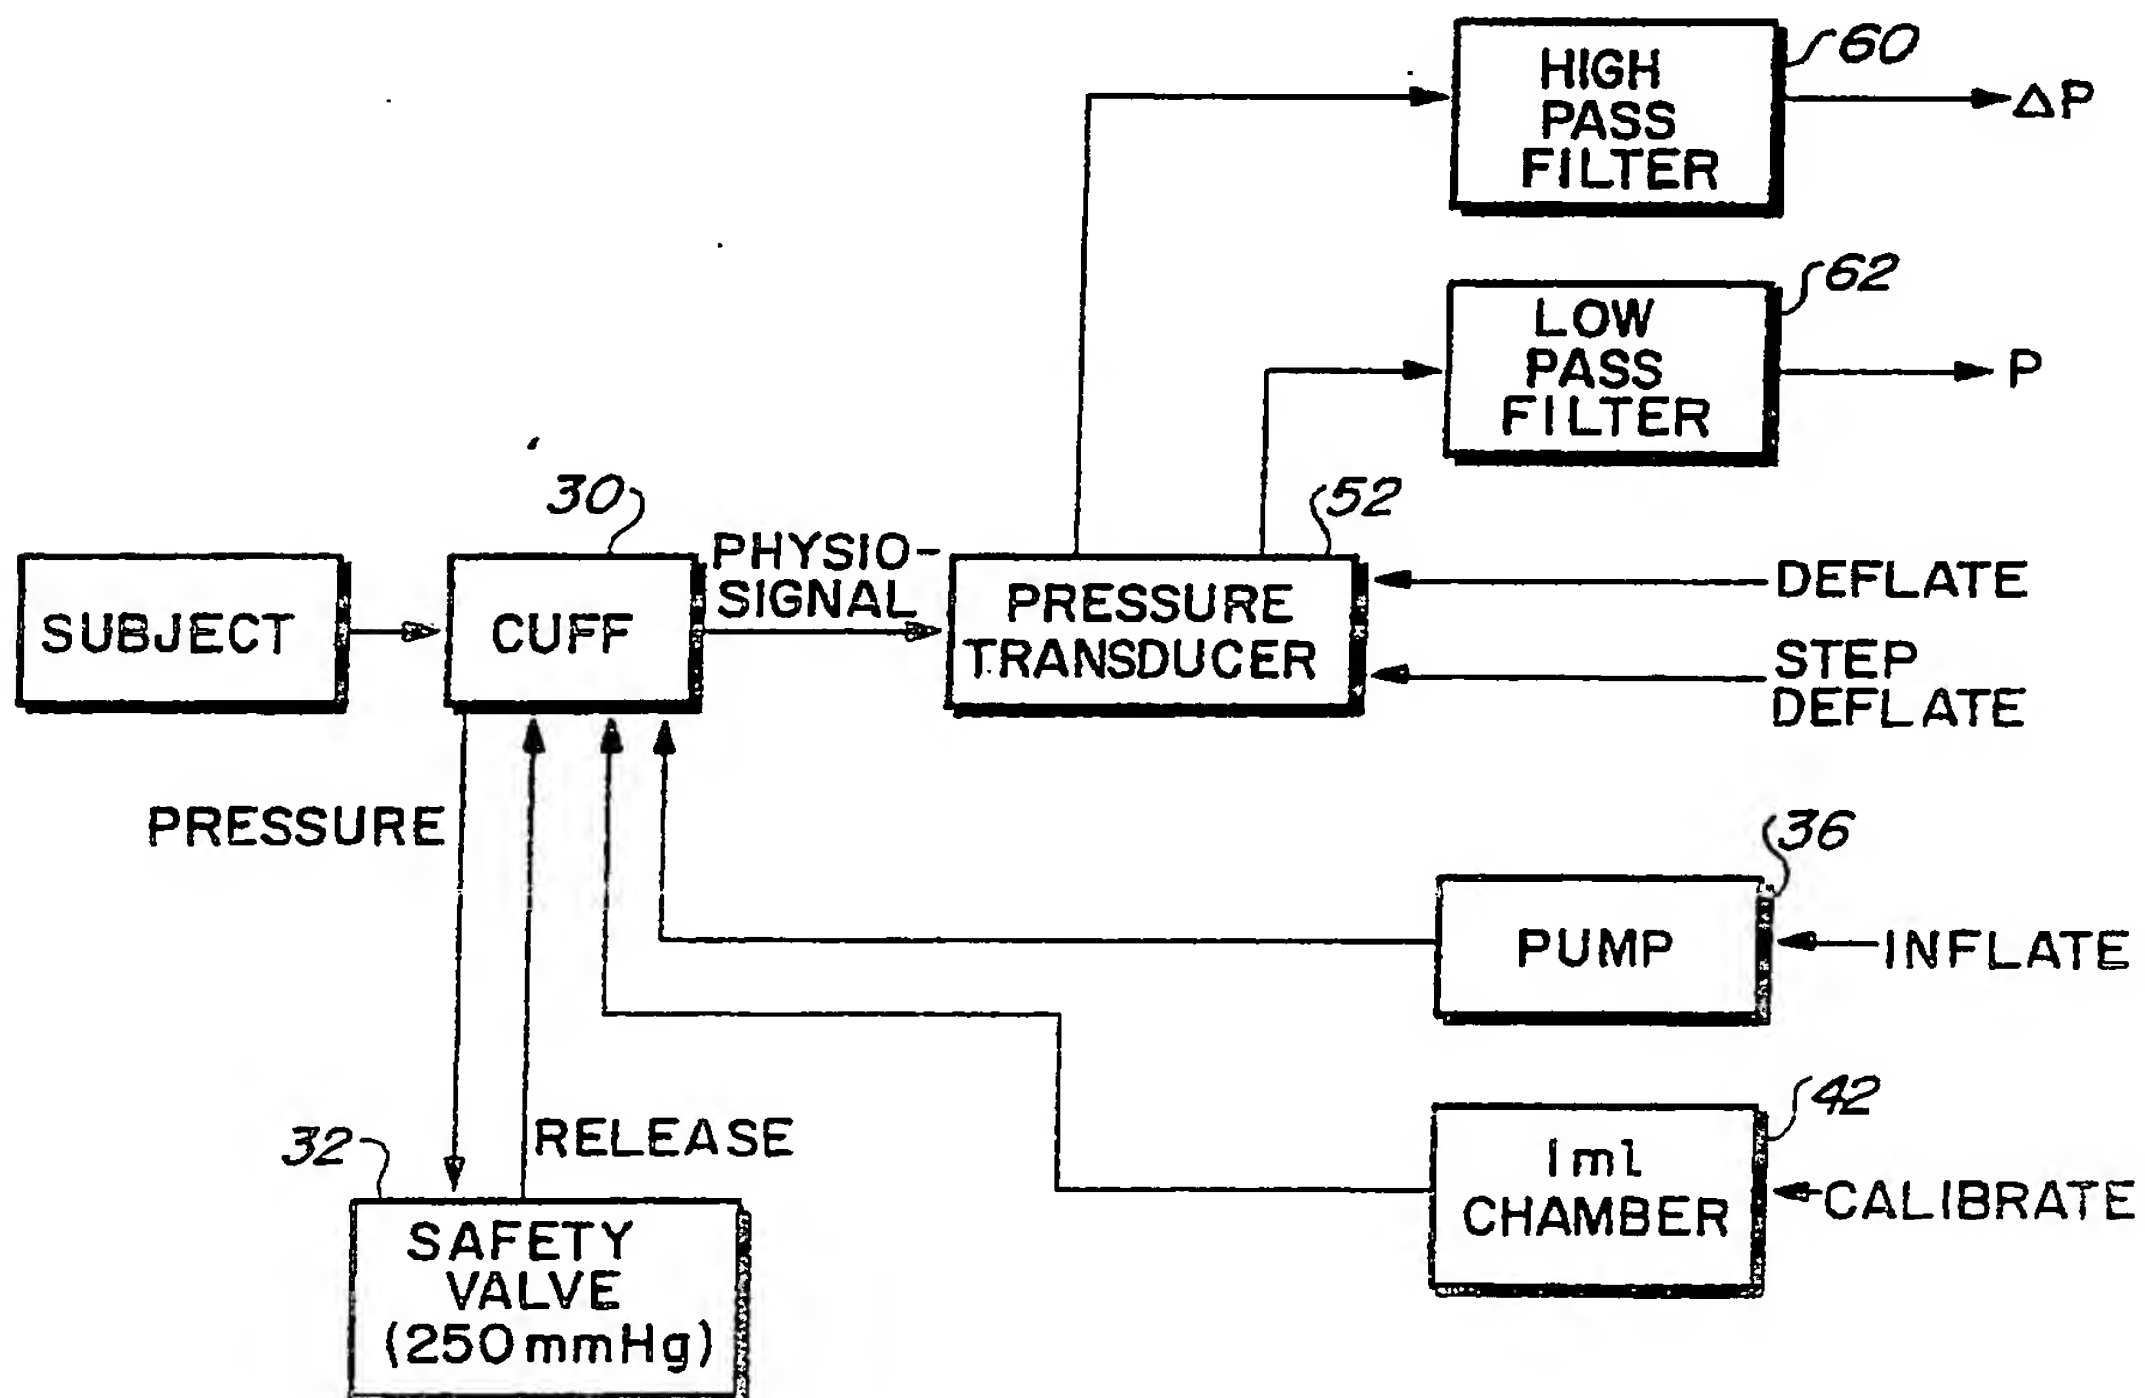 60
HIGH
PASS
FILTER
ΔP
62
LOW
PASS
FILTER
P
30
52
SUBJECT
CUFF
PHYSIO-
SIGNAL
PRESSURE
TRANSDUCER
DEFLATE
STEP
DEFLATE
PRESSURE
36
PUMP
INFLATE
42
1ml
CHAMBER
CALIBRATE
RELEASE
32
SAFETY
VALVE
(250mmHg)